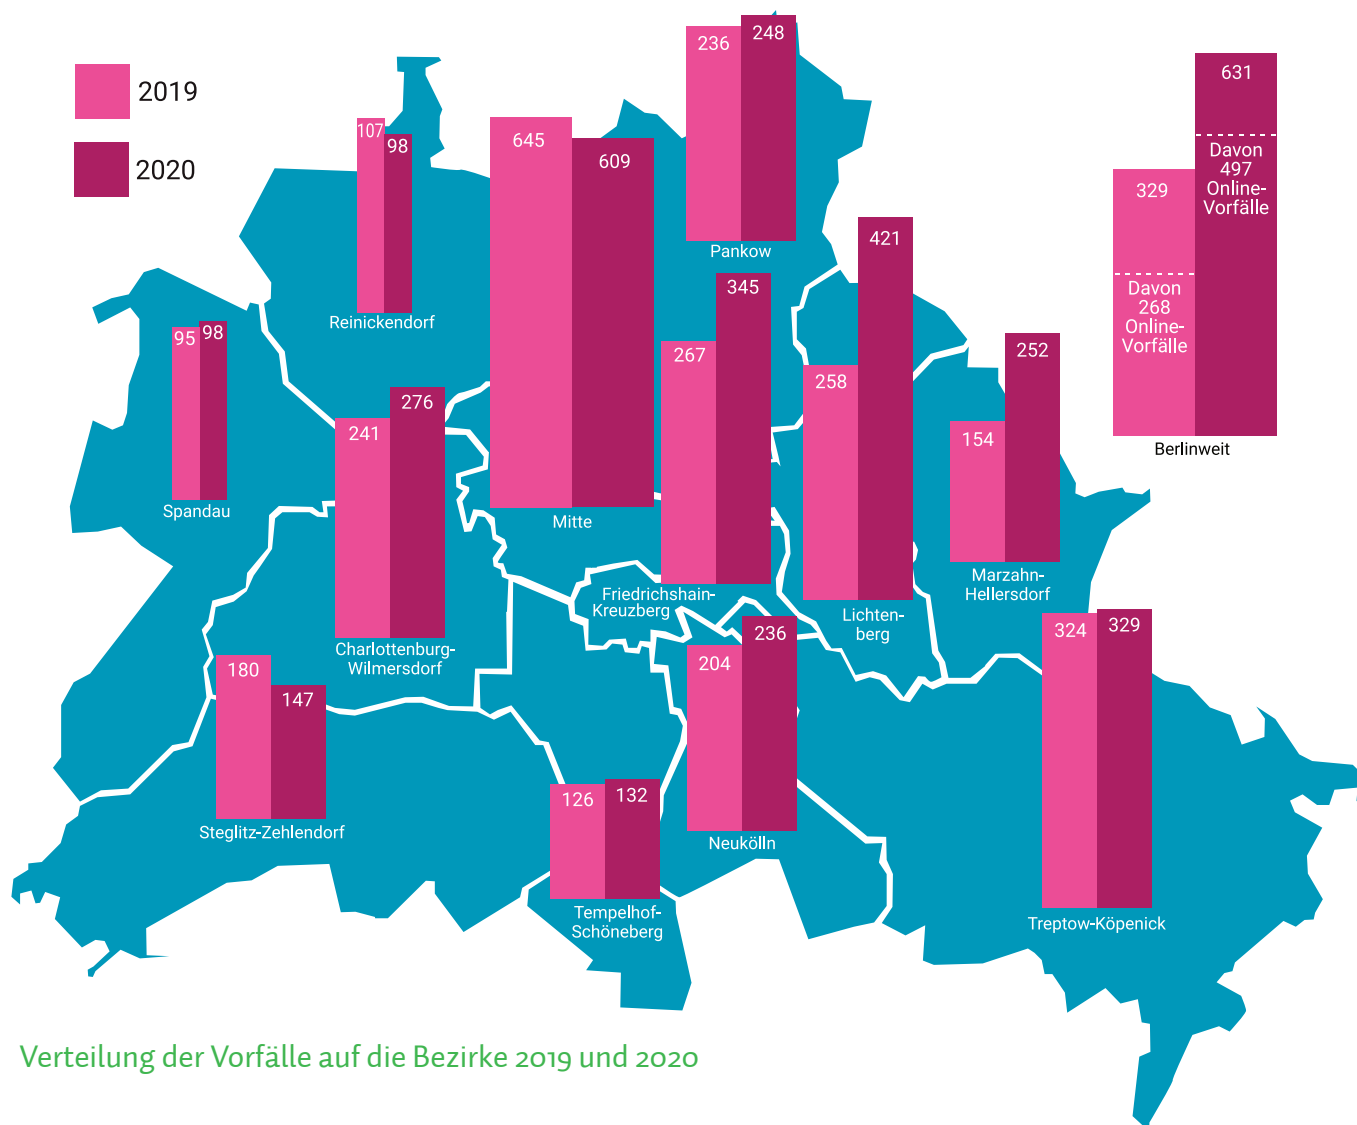 2019
2020
236
248
Pankow
107
98
Reinickendorf
645
609
Mitte
631
Davon
497
Online-
Vorfälle
329
Davon
268
Online-
Vorfälle
Berlinweit
95
98
Spandau
241
276
Charlottenburg-
Wilmersdorf
267
345
Friedrichshain-
Kreuzberg
258
421
Lichten-
berg
154
252
Marzahn-
Hellersdorf
180
147
Steglitz-Zehlendorf
126
132
Tempelhof-
Schöneberg
204
236
Neukölln
324
329
Treptow-Köpenick
Verteilung der Vorfälle auf die Bezirke 2019 und 2020